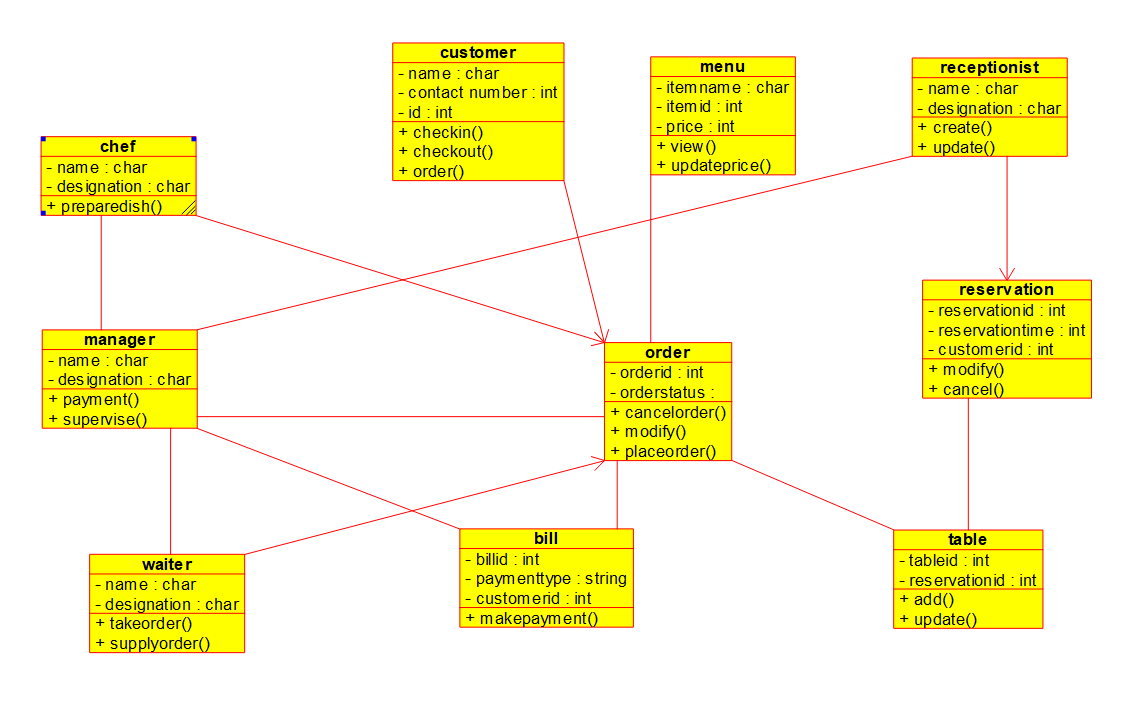 customer
- name : char
- contact number : int
- id : int
+ checkin()
+ checkout()
+ order()
menu
- itemname : char
- itemid : int
- price : int
+ view()
+ updateprice()
receptionist
- name : char
- designation : char
+ create()
+ update()
chef
- name : char
- designation : char
+ preparedish()
reservation
- reservationid : int
- reservationtime : int
- customerid : int
+ modify()
+ cancel()
manager
- name : char
- designation : char
+ payment()
+ supervise()
order
- orderid : int
- orderstatus :
+ cancelorder()
+ modify()
+ placeorder()
waiter
- name : char
- designation : char
+ takeorder()
+ supplyorder()
bill
- billid : int
- paymenttype : string
- customerid : int
+ makepayment()
table
- tableid : int
- reservationid : int
+ add()
+ update()